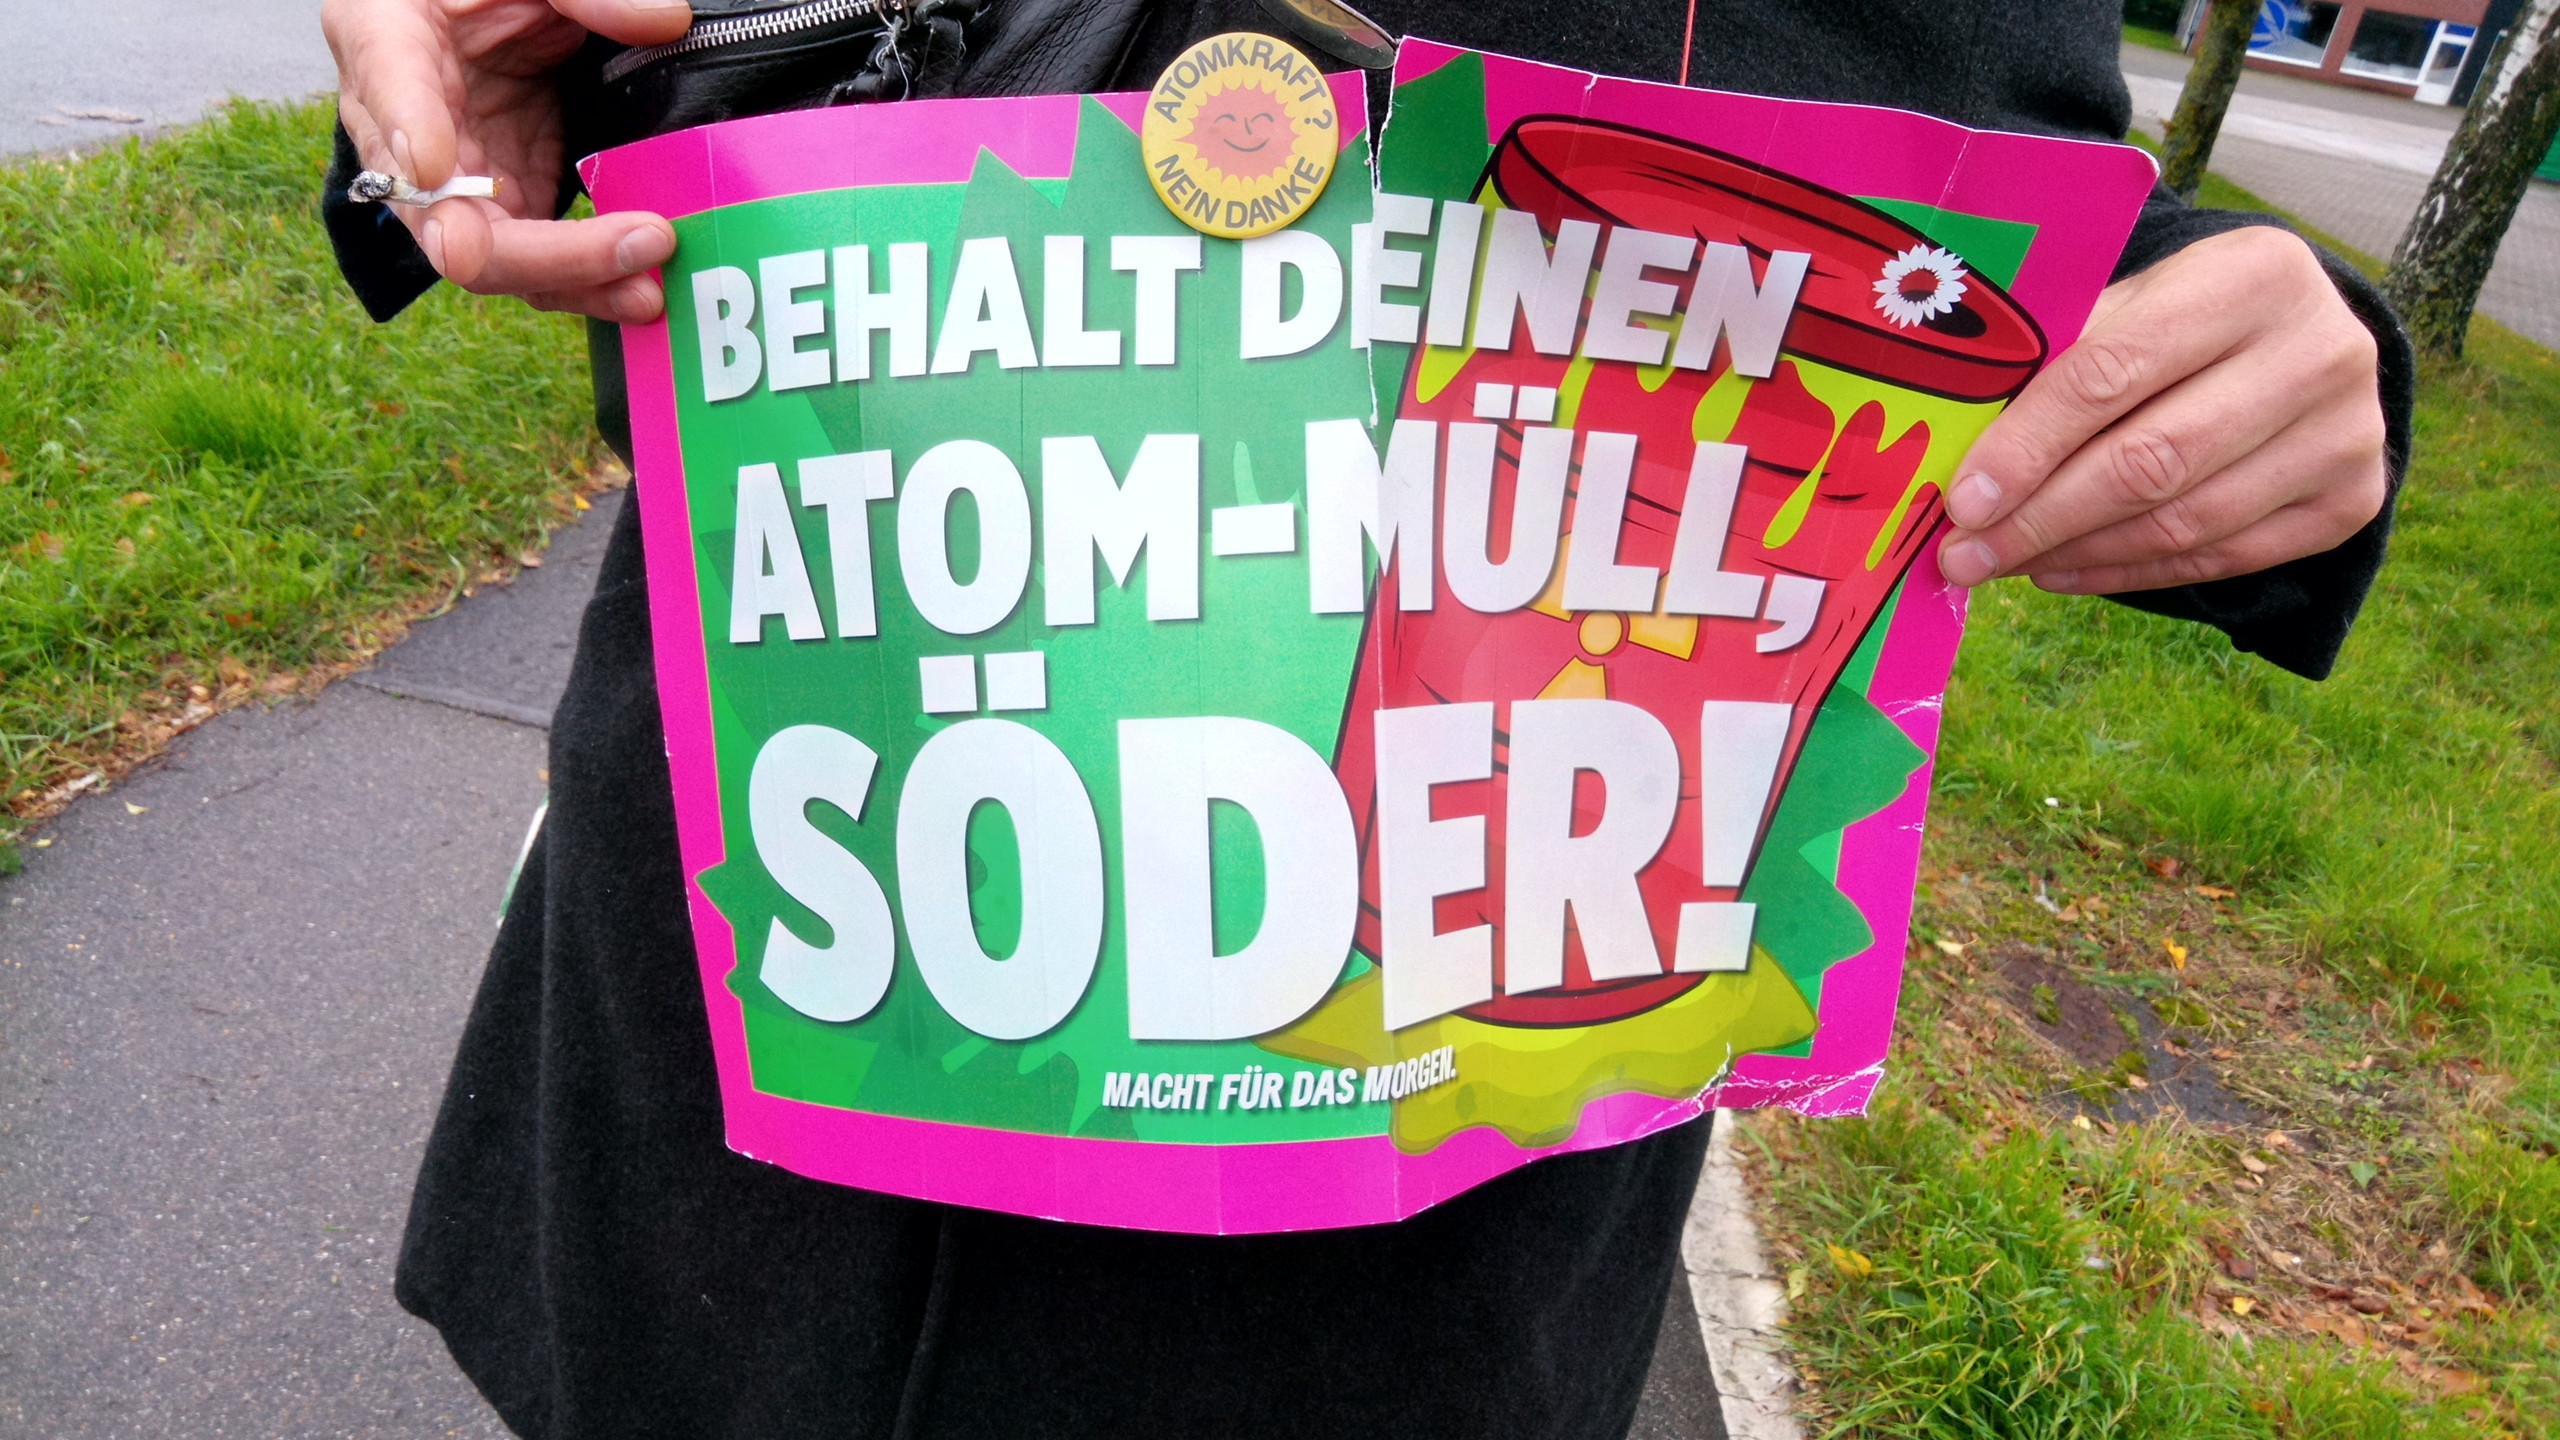 ATOMKRAFT?
NEIN DANKE
BEHALT DEINEN
ATOM-MÜLL,
SÖDER!
MACHT FÜR DAS MORGEN.